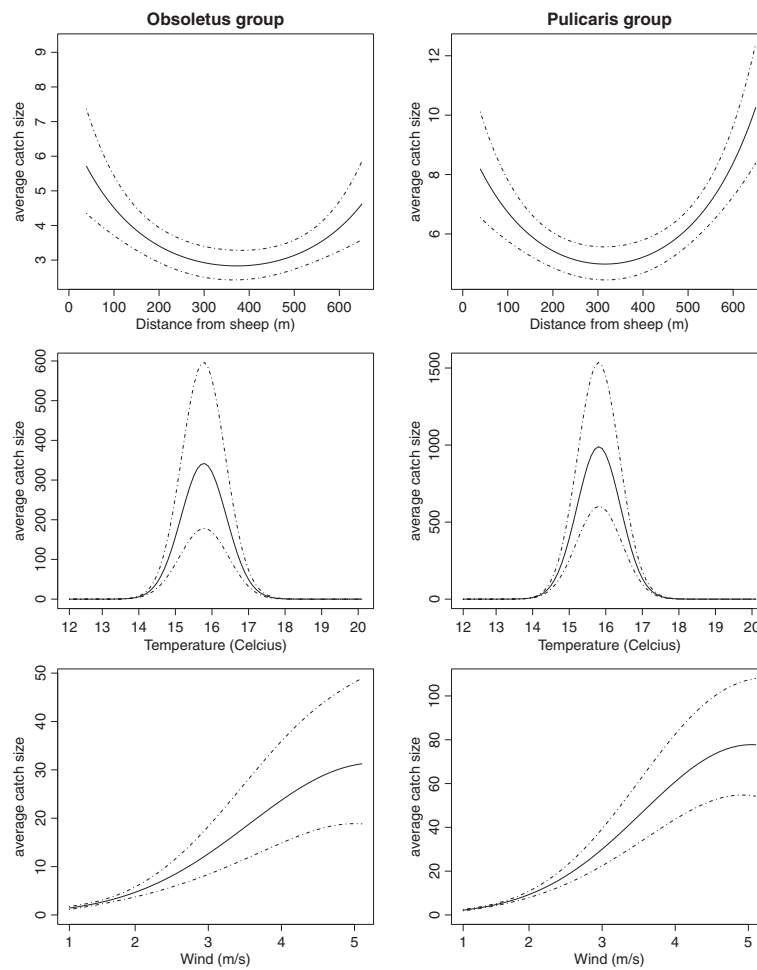 Obsoletus group
Pulicaris group
average catch size
9
8
7
6
5
4
3
0 100 200 300 400 500 600
Distance from sheep (m)
average catch size
12
10
8
6
0 100 200 300 400 500 600
Distance from sheep (m)
average catch size
600
500
400
300
200
100
0
12 13 14 15 16 17 18 19 20
Temperature (Celcius)
average catch size
1500
1000
500
0
12 13 14 15 16 17 18 19 20
Temperature (Celcius)
average catch size
50
40
30
20
10
0
1 2 3 4 5
Wind (m/s)
average catch size
100
80
60
40
20
0
1 2 3 4 5
Wind (m/s)